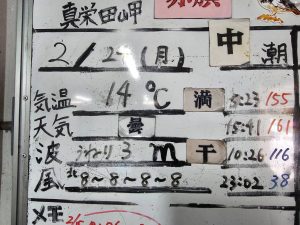 真栄田岬
2/2 (月) 中 潮
気温 14℃ 満 5:23 155
天気 曇 15:41 161
波 うねり3m 干 10:26 116
風 北8~8~8~8 23:02 38
メモ